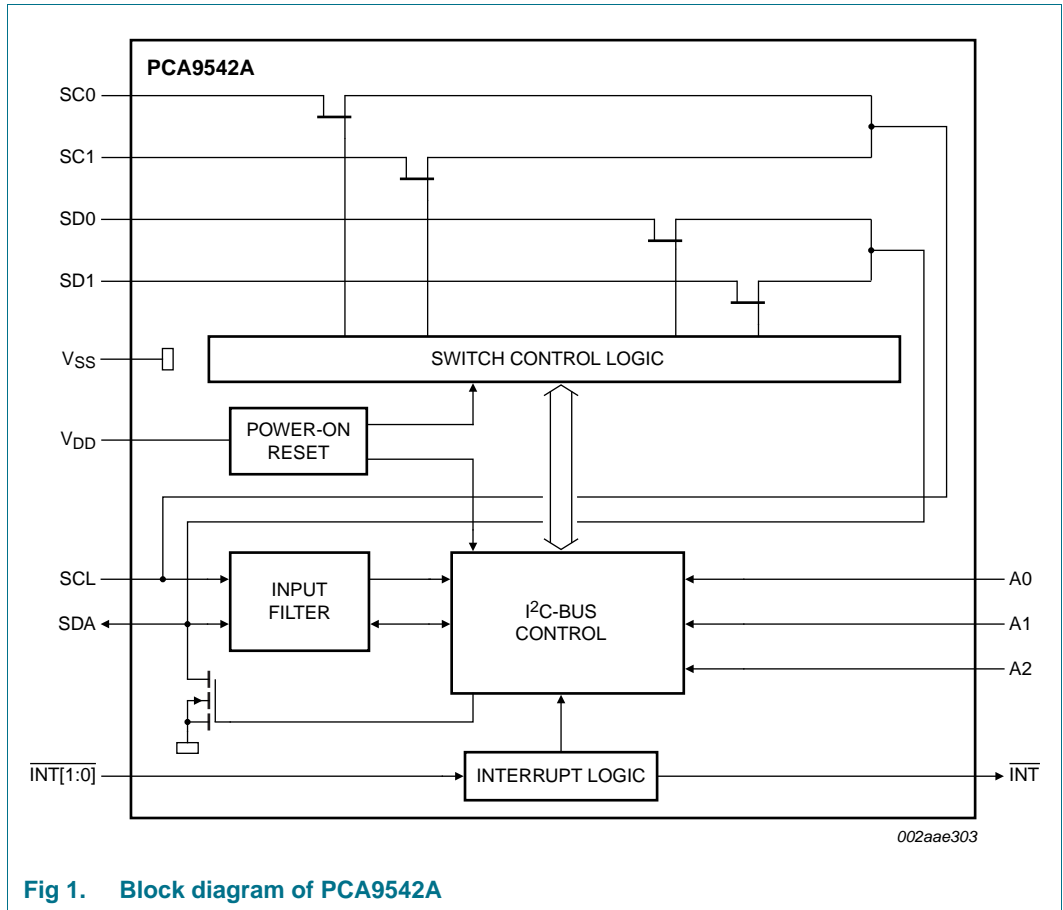 PCA9542A
SC0
SC1
SD0
SD1
VSS
SWITCH CONTROL LOGIC
VDD
POWER-ON
RESET
SCL
SDA
INPUT
FILTER
I2C-BUS
CONTROL
A0
A1
A2
INT[1:0]
INTERRUPT LOGIC
INT
002aae303
Fig 1. Block diagram of PCA9542A